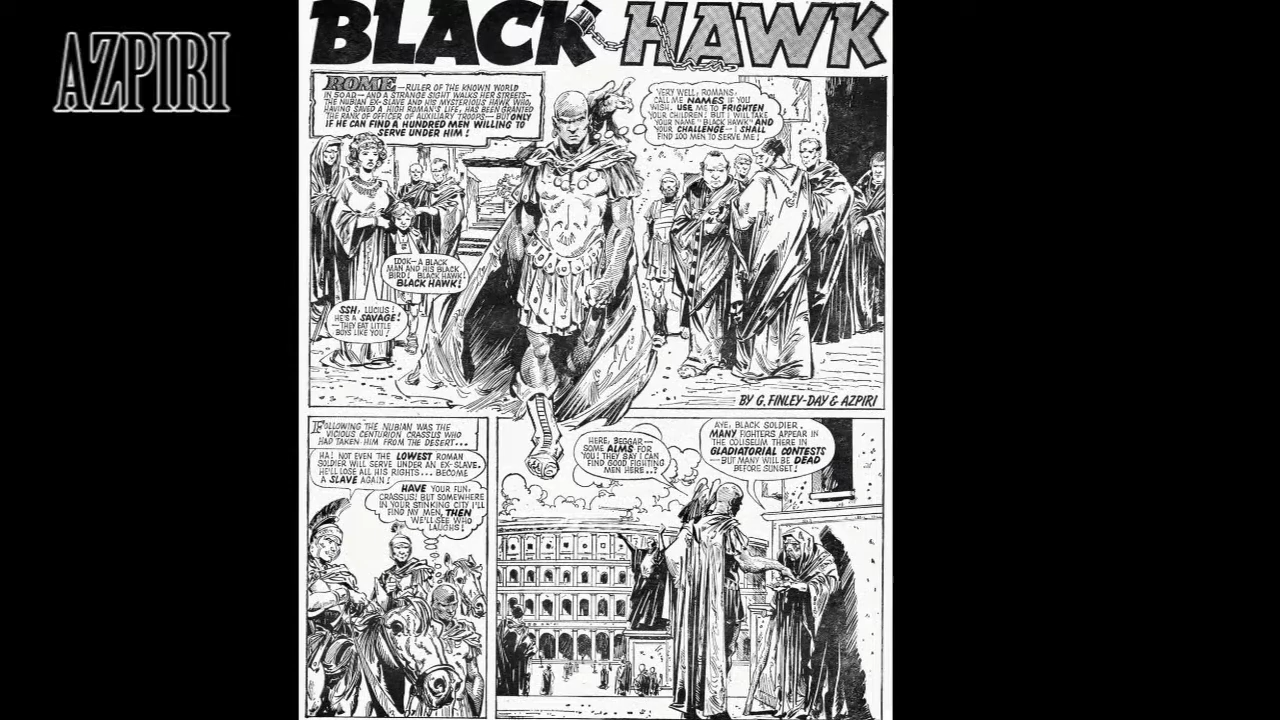 AZPIRI
BLACK HAWK
ROME—RULER OF THE KNOWN WORLD
IN 50 A.D.—AND A STRANGE SIGHT WALKS HER STREETS—
THE NUBIAN EX-SLAVE AND HIS MYSTERIOUS HAWK WHO,
HAVING SAVED A HIGH ROMAN'S LIFE, HAS BEEN GRANTED
THE RANK OF OFFICER OF AUXILIARY TROOPS—BUT ONLY
IF HE CAN FIND A HUNDRED MEN WILLING TO
SERVE UNDER HIM!
VERY WELL, ROMANS,
CALL ME NAMES IF YOU
WISH. USE ME TO FRIGHTEN
YOUR CHILDREN! BUT I WILL TAKE
YOUR NAME "BLACK HAWK" AND
YOUR CHALLENGE—I SHALL
FIND 100 MEN TO SERVE ME!
LOOK—A BLACK
MAN AND HIS BLACK
BIRD! BLACK HAWK!
BLACK HAWK!
SSH, LUCIUS!
HE'S A SAVAGE!
—THEY EAT LITTLE
BOYS LIKE YOU!
BY G. FINLEY-DAY & AZPIRI
FOLLOWING THE NUBIAN WAS THE
VICIOUS CENTURION CRASSUS WHO
HAD TAKEN HIM FROM THE DESERT...
HA! NOT EVEN THE LOWEST ROMAN
SOLDIER WILL SERVE UNDER AN EX-SLAVE.
HE'LL LOSE ALL HIS RIGHTS... BECOME
A SLAVE AGAIN!
HAVE YOUR FUN,
CRASSUS! BUT SOMEWHERE
IN YOUR STINKING CITY I'LL
FIND MY MEN, THEN
WE'LL SEE WHO
LAUGHS!
HERE, BEGGAR—
SOME ALMS FOR
YOU! THEY SAY I CAN
FIND GOOD FIGHTING
MEN HERE..?
AYE, BLACK SOLDIER.
MANY FIGHTERS APPEAR IN
THE COLISEUM THERE IN
GLADIATORIAL CONTESTS
—BUT MANY WILL BE DEAD
BEFORE SUNSET!